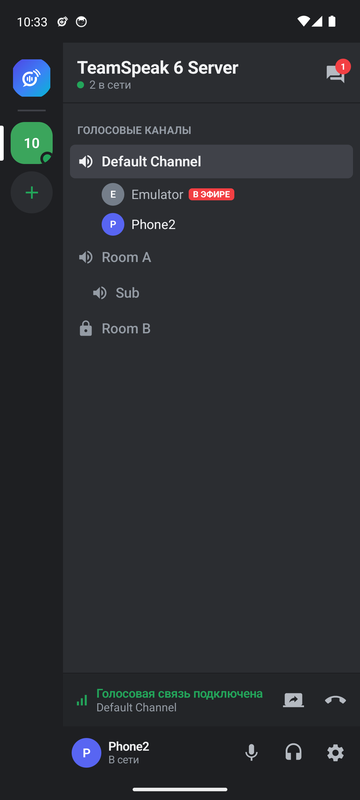 10:33
TeamSpeak 6 Server
1
2 в сети
10
ГОЛОСОВЫЕ КАНАЛЫ
Default Channel
E Emulator В ЭФИРЕ
P Phone2
Room A
Sub
Room B
Голосовая связь подключена
Default Channel
P Phone2
В сети